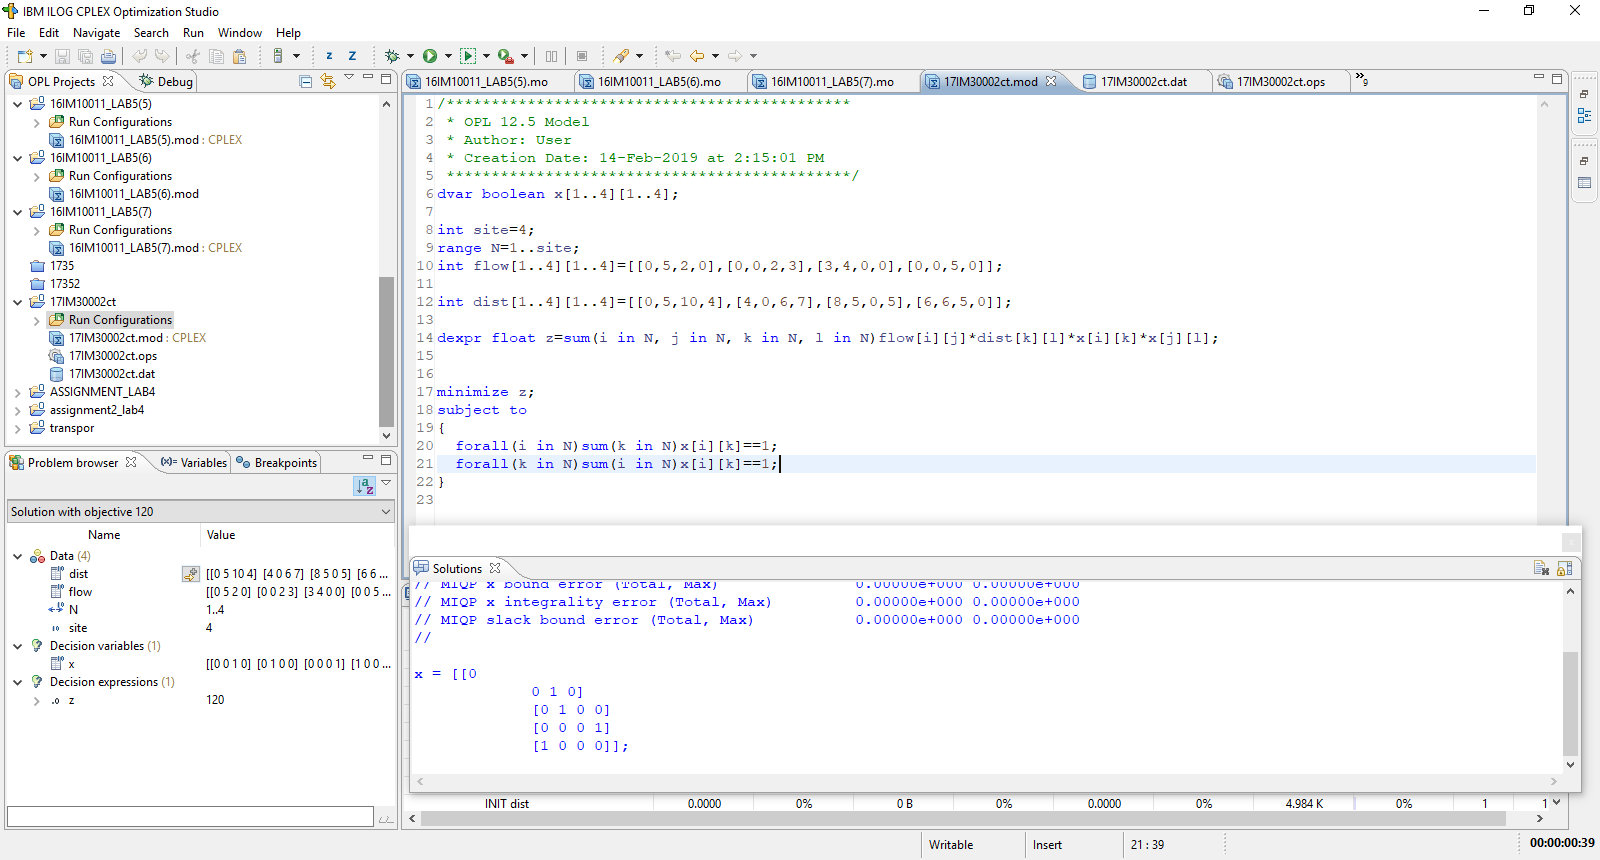 IBM ILOG CPLEX Optimization Studio
File Edit Navigate Search Run Window Help
OPL Projects Debug
16IM10011_LAB5(5)
Run Configurations
16IM10011_LAB5(5).mod : CPLEX
16IM10011_LAB5(6)
Run Configurations
16IM10011_LAB5(6).mod
16IM10011_LAB5(7)
Run Configurations
16IM10011_LAB5(7).mod : CPLEX
1735
17352
17IM30002ct
Run Configurations
17IM30002ct.mod : CPLEX
17IM30002ct.ops
17IM30002ct.dat
ASSIGNMENT_LAB4
assignment2_lab4
transpor
Problem browser (x)= Variables Breakpoints
Solution with objective 120
Name Value
Data (4)
dist [[0 5 10 4] [4 0 6 7] [8 5 0 5] [6 6 ...
flow [[0 5 2 0] [0 0 2 3] [3 4 0 0] [0 0 5 ...
N 1..4
site 4
Decision variables (1)
x [[0 0 1 0] [0 1 0 0] [0 0 0 1] [1 0 0 ...
Decision expressions (1)
z 120
16IM10011_LAB5(5).mo 16IM10011_LAB5(6).mo 16IM10011_LAB5(7).mo 17IM30002ct.mod 17IM30002ct.dat 17IM30002ct.ops »9
1 /*********************************************
2 * OPL 12.5 Model
3 * Author: User
4 * Creation Date: 14-Feb-2019 at 2:15:01 PM
5 *********************************************/
6 dvar boolean x[1..4][1..4];
7
8 int site=4;
9 range N=1..site;
10 int flow[1..4][1..4]=[[0,5,2,0],[0,0,2,3],[3,4,0,0],[0,0,5,0]];
11
12 int dist[1..4][1..4]=[[0,5,10,4],[4,0,6,7],[8,5,0,5],[6,6,5,0]];
13
14 dexpr float z=sum(i in N, j in N, k in N, l in N)flow[i][j]*dist[k][l]*x[i][k]*x[j][l];
15
16
17 minimize z;
18 subject to
19 {
20 forall(i in N)sum(k in N)x[i][k]==1;
21 forall(k in N)sum(i in N)x[i][k]==1;
22 }
23
Solutions
// MIQP x bound error (Total, Max) 0.00000e+000 0.00000e+000
// MIQP x integrality error (Total, Max) 0.00000e+000 0.00000e+000
// MIQP slack bound error (Total, Max) 0.00000e+000 0.00000e+000
//
x = [[0
0 1 0]
[0 1 0 0]
[0 0 0 1]
[1 0 0 0]];
INIT dist 0.0000 0% 0 B 0% 0.0000 0% 4.984 K 0% 1 1
Writable Insert 21 : 39 00:00:00:39